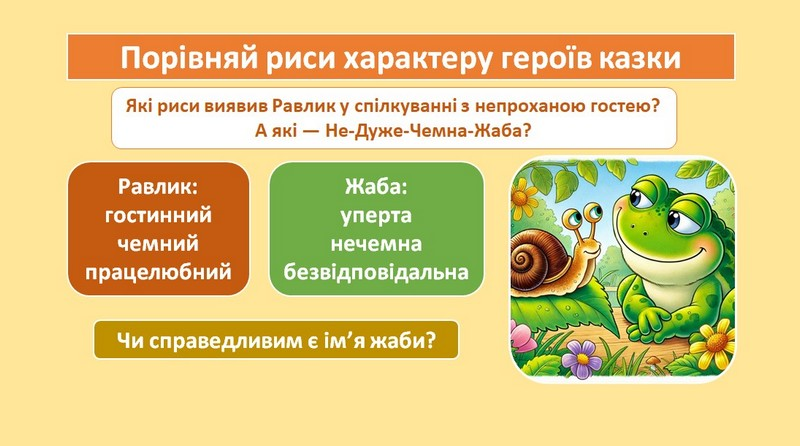 Порівняй риси характеру героїв казки
Які риси виявив Равлик у спілкуванні з непроханою гостею?
А які — Не-Дуже-Чемна-Жаба?
Равлик:
гостинний
чемний
працелюбний
Жаба:
уперта
нечемна
безвідповідальна
Чи справедливим є ім’я жаби?